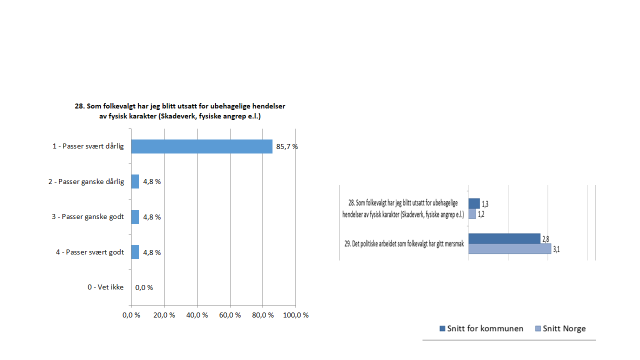 28. Som folkevalgt har jeg blitt utsatt for ubehagelige hendelser
av fysisk karakter (Skadeverk, fysiske angrep e.l.)
1 - Passer svært dårlig
85,7 %
2 - Passer ganske dårlig
4,8 %
3 - Passer ganske godt
4,8 %
4 - Passer svært godt
4,8 %
0 - Vet ikke
0,0 %
0,0 % 20,0 % 40,0 % 60,0 % 80,0 % 100,0 %
28. Som folkevalgt har jeg blitt utsatt for ubehagelige
hendelser av fysisk karakter (Skadeverk, fysiske angrep e.l.)
1,3
1,2
29. Det politiske arbeidet som folkevalgt har gitt mersmak
2,8
3,1
Snitt for kommunen Snitt Norge